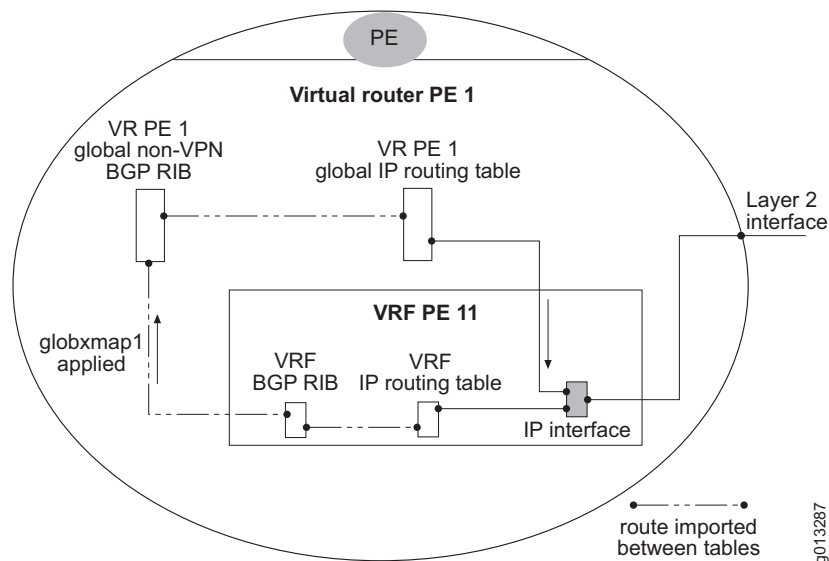 PE
Virtual router PE 1
VR PE 1
global non-VPN
BGP RIB
VR PE 1
global IP routing table
Layer 2
interface
VRF PE 11
globxmap1
applied
VRF
BGP RIB
VRF
IP routing table
IP interface
route imported
between tables
g013287